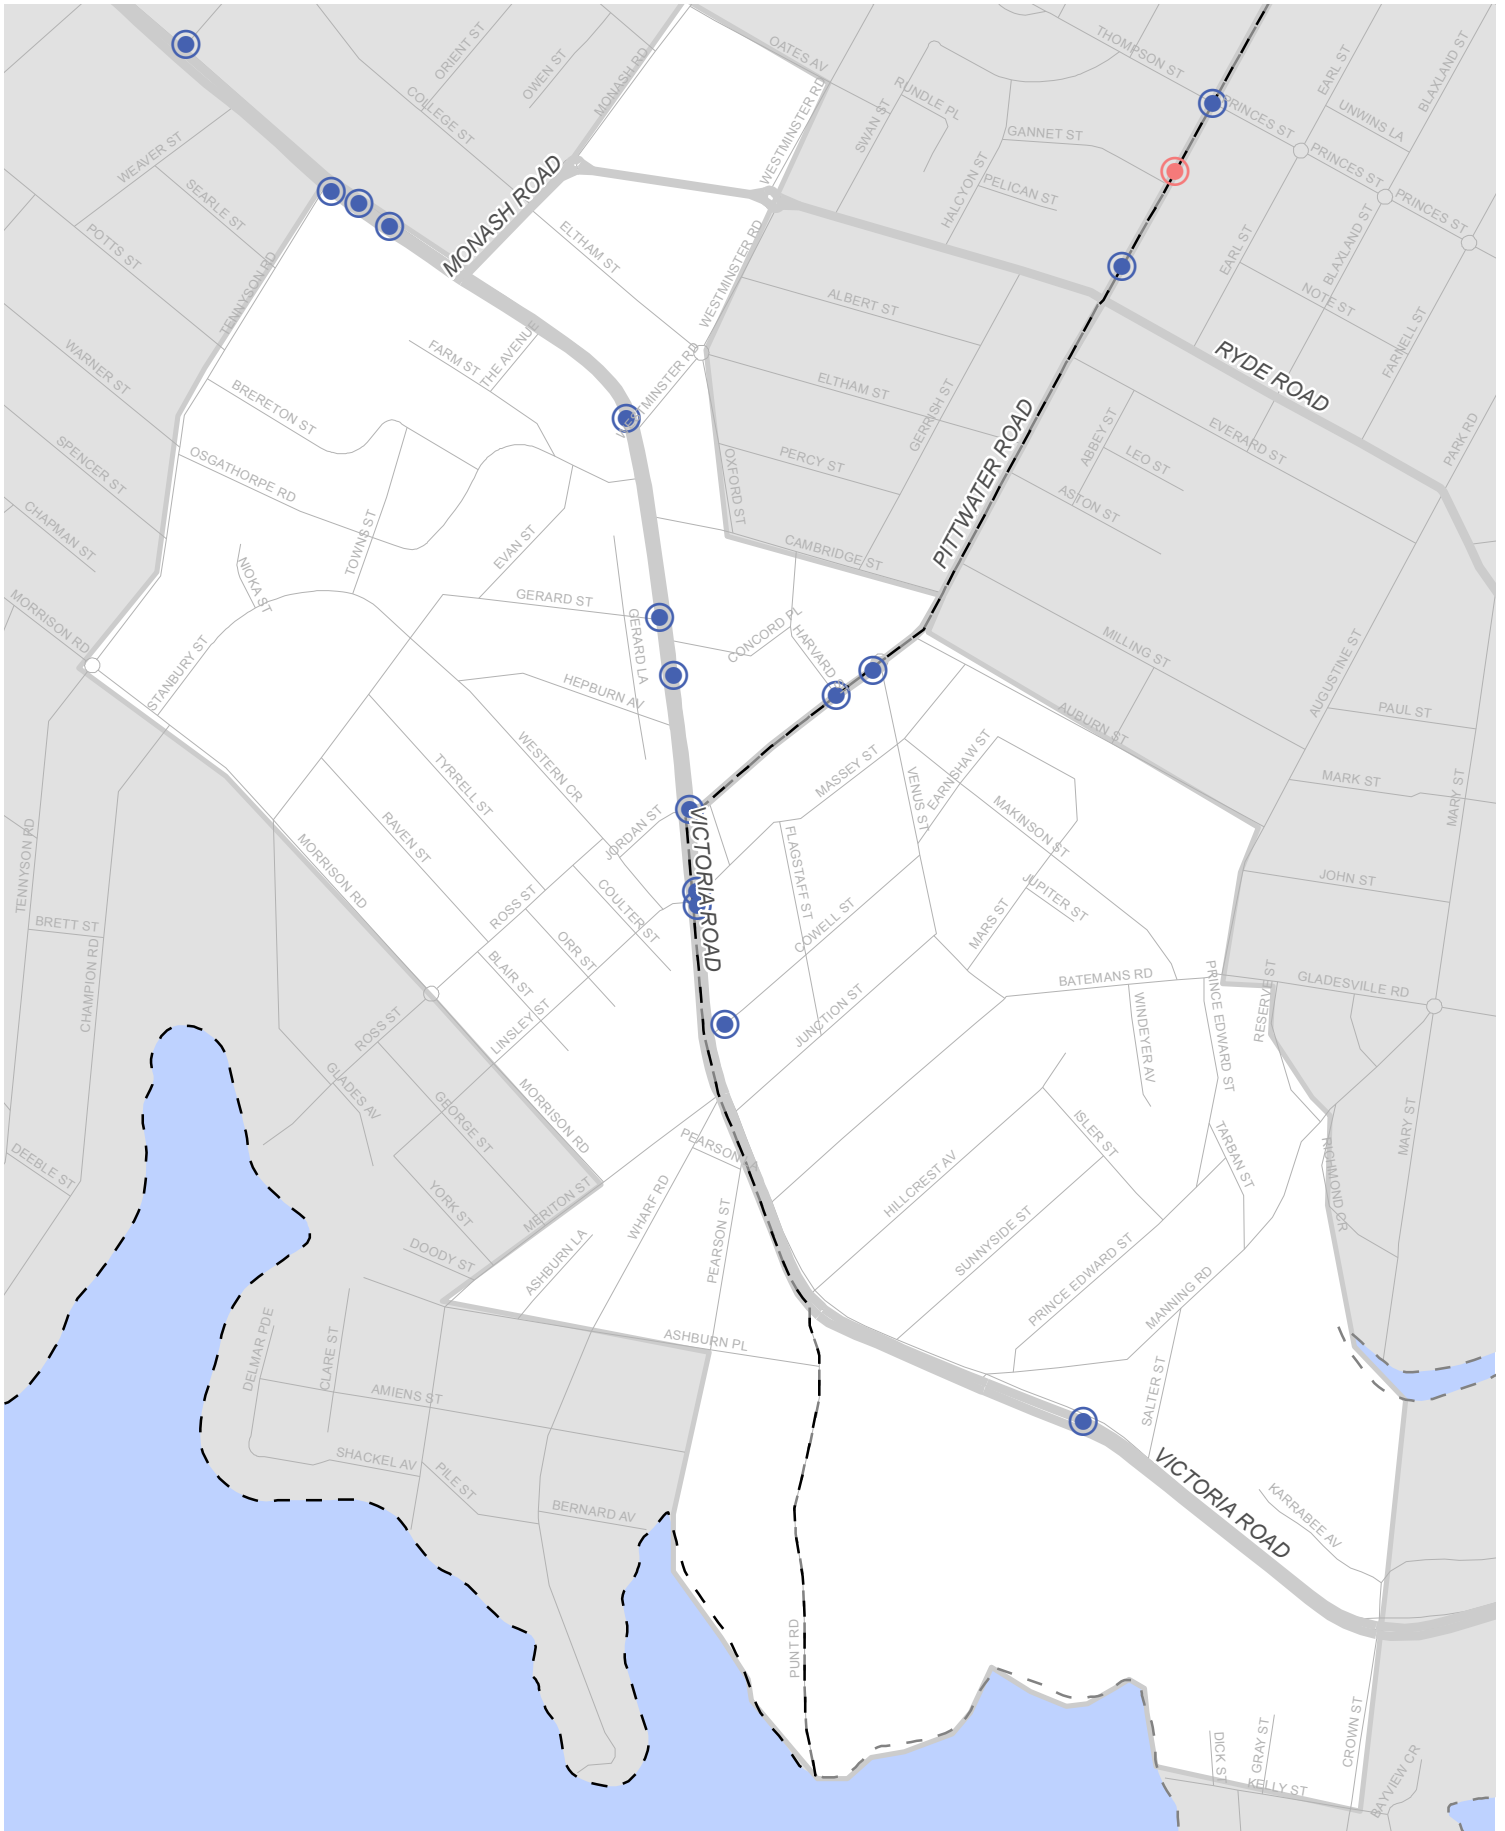 ORIENT ST
OWEN ST
MONASH RD
OATES AV
THOMPSON ST
EARL ST
BLAXLAND ST
COLLEGE ST
WESTMINSTER RD
RUNDLE PL
SWAN ST
PRINCES ST
UNWINS LA
GANNET ST
PRINCES ST
WEAVER ST
SEARLE ST
MONASH ROAD
HALCYON ST
PELICAN ST
PRINCES ST
POTTS ST
TENNYSON RD
ELTHAM ST
WESTMINSTER RD
EARL ST
BLAXLAND ST
NOTE ST
ALBERT ST
FARNELL ST
WARNER ST
FARM ST
THE AVENUE
WESTMINSTER RD
RYDE ROAD
BRERETON ST
ELTHAM ST
GERRISH ST
PITTWATER ROAD
ABBEY ST
EVERARD ST
PARK RD
SPENCER ST
OSGATHORPE RD
OXFORD ST
PERCY ST
LEO ST
ASTON ST
CHAPMAN ST
TOWNS ST
EVAN ST
CAMBRIDGE ST
NIOKA ST
GERARD ST
GERARD LA
CONCORD PL
HARVARD
MORRISON RD
STANBURY ST
HEPBURN AV
MILLING ST
AUGUSTINE ST
AUBURN ST
PAUL ST
WESTERN CR
TYRRELL ST
MASSEY ST
VENUS ST
EARNSHAW ST
MARK ST
MARY ST
TENNYSON RD
RAVEN ST
JORDAN ST
VICTORIA ROAD
MAKINSON ST
MORRISON RD
FLAGSTAFF ST
JUPITER ST
JOHN ST
BRETT ST
CHAMPION RD
ROSS ST
COULTER ST
COWELL ST
MARS ST
ORR ST
BLAIR ST
LINSLEY ST
JUNCTION ST
BATEMANS RD
PRINCE EDWARD ST
RESERVE ST
GLADESVILLE RD
WINDEYER AV
ROSS ST
GLADES AV
GEORGE ST
MORRISON RD
PEARSON
ISLER ST
TARBAN ST
RICHMOND CR
MARY ST
DEEBLE ST
YORK ST
MERITON ST
WHARF RD
PEARSON ST
HILLCREST AV
SUNNYSIDE ST
PRINCE EDWARD ST
MANNING RD
DOODY ST
ASHBURN LA
ASHBURN PL
DELMAR PDE
CLARE ST
AMIENS ST
SALTER ST
SHACKEL AV
PILE ST
BERNARD AV
VICTORIA ROAD
KARRABEE AV
PUNT RD
CROWN ST
DICK ST
GRAY ST
KELLY ST
BAYVIEW CR